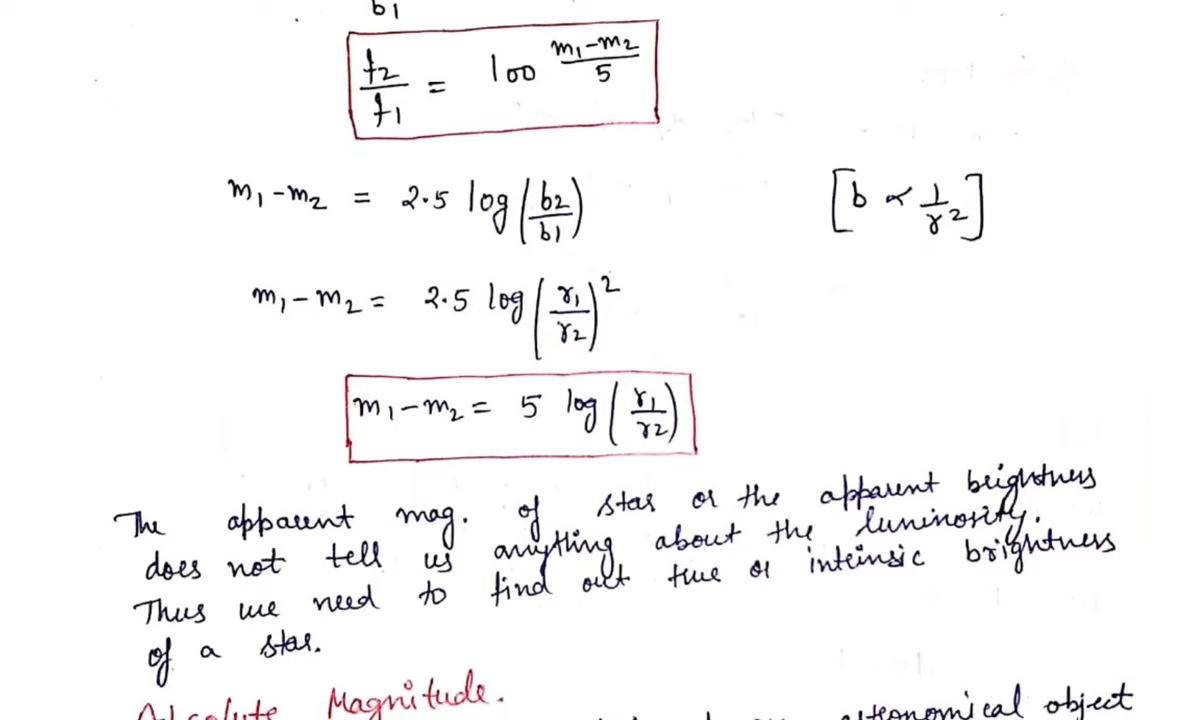 b1
f2/f1 = 100^((m1-m2)/5)
m1-m2 = 2.5 log(b2/b1) [b ∝ 1/r²]
m1-m2 = 2.5 log(r1/r2)²
m1-m2 = 5 log(r1/r2)
The apparent mag. of star or the apparent brightness
does not tell us anything about the luminosity.
Thus we need to find out true or intrinsic brightness
of a star.
Absolute Magnitude.
astronomical object